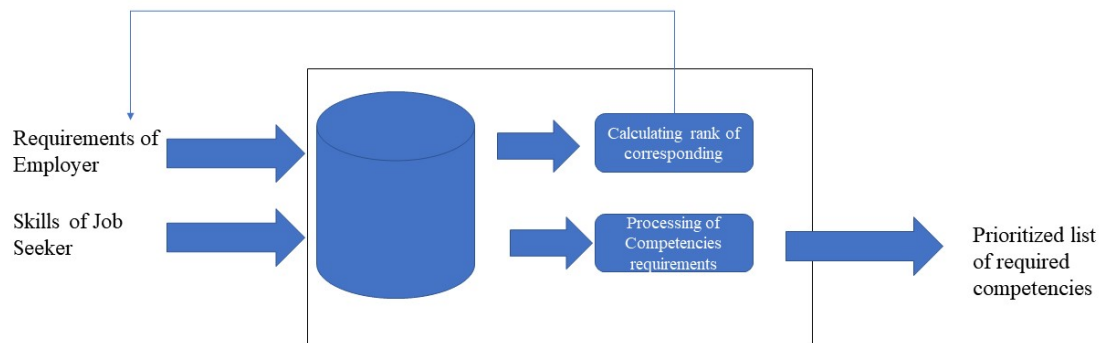 Requirements of
Employer
Skills of Job
Seeker
Calculating rank of
corresponding
Processing of
Competencies
requirements
Prioritized list
of required
competencies